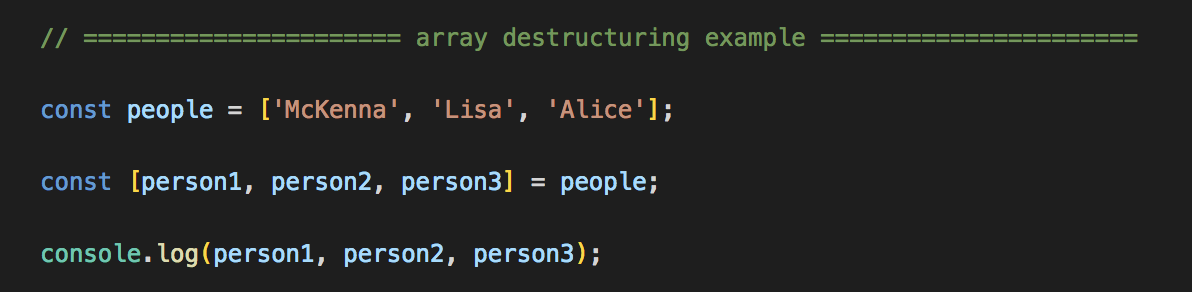 // ====================== array destructuring example ======================
const people = ['McKenna', 'Lisa', 'Alice'];
const [person1, person2, person3] = people;
console.log(person1, person2, person3);